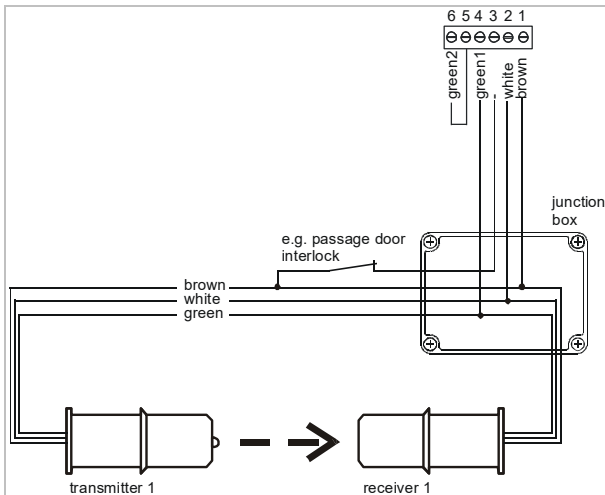 6 5 4 3 2 1
green2
green1
-
white
brown
junction
box
e.g. passage door
interlock
brown
white
green
transmitter 1
receiver 1